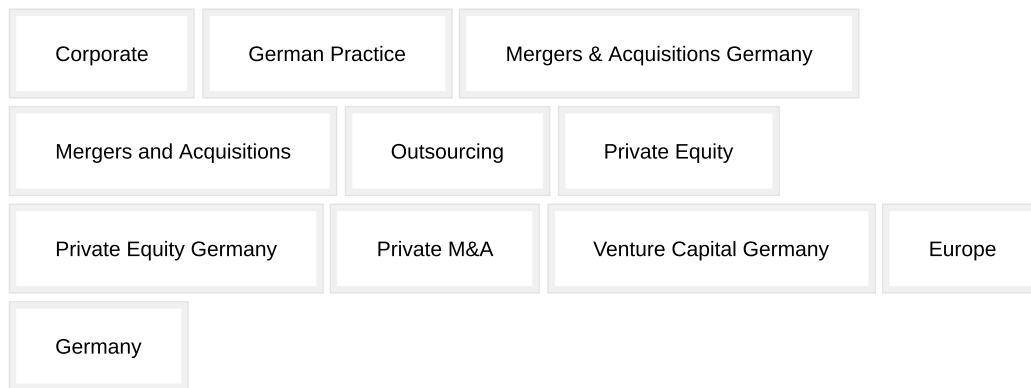 Corporate German Practice Mergers & Acquisitions Germany
Mergers and Acquisitions Outsourcing Private Equity
Private Equity Germany Private M&A Venture Capital Germany Europe
Germany